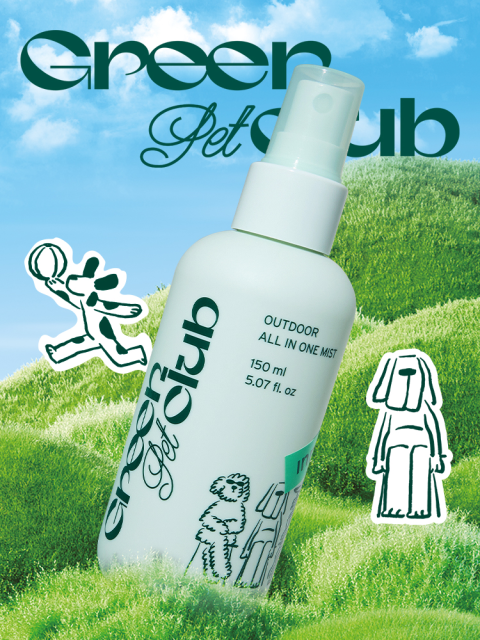 Green
Pet Club
OUTDOOR
ALL IN ONE MIST
150 ml
5.07 fl. oz
Green
Pet Club